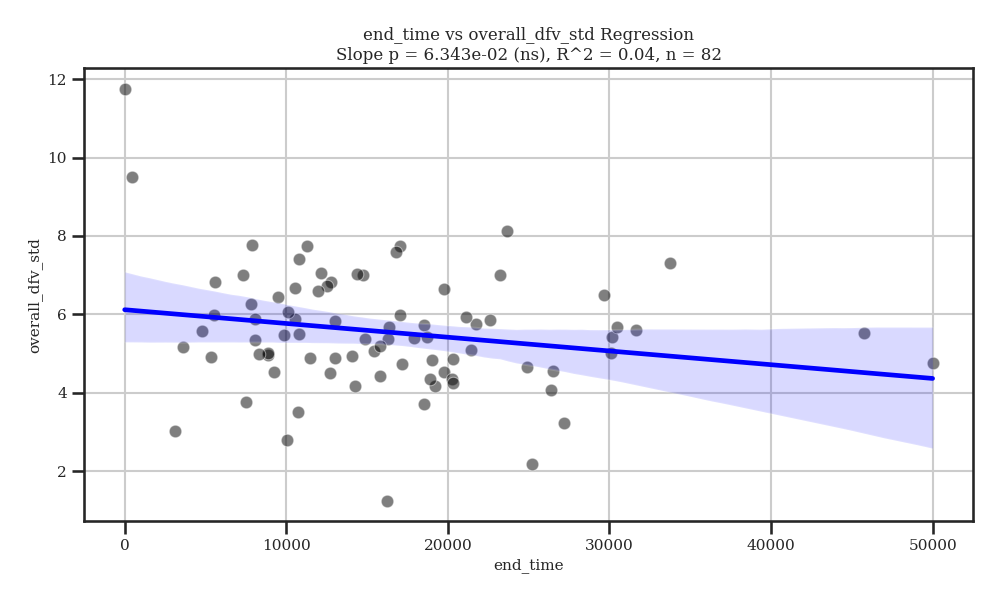 end_time vs overall_dfv_std Regression
Slope p = 6.343e-02 (ns), R^2 = 0.04, n = 82
12
10
8
6
4
2
overall_dfv_std
0 10000 20000 30000 40000 50000
end_time